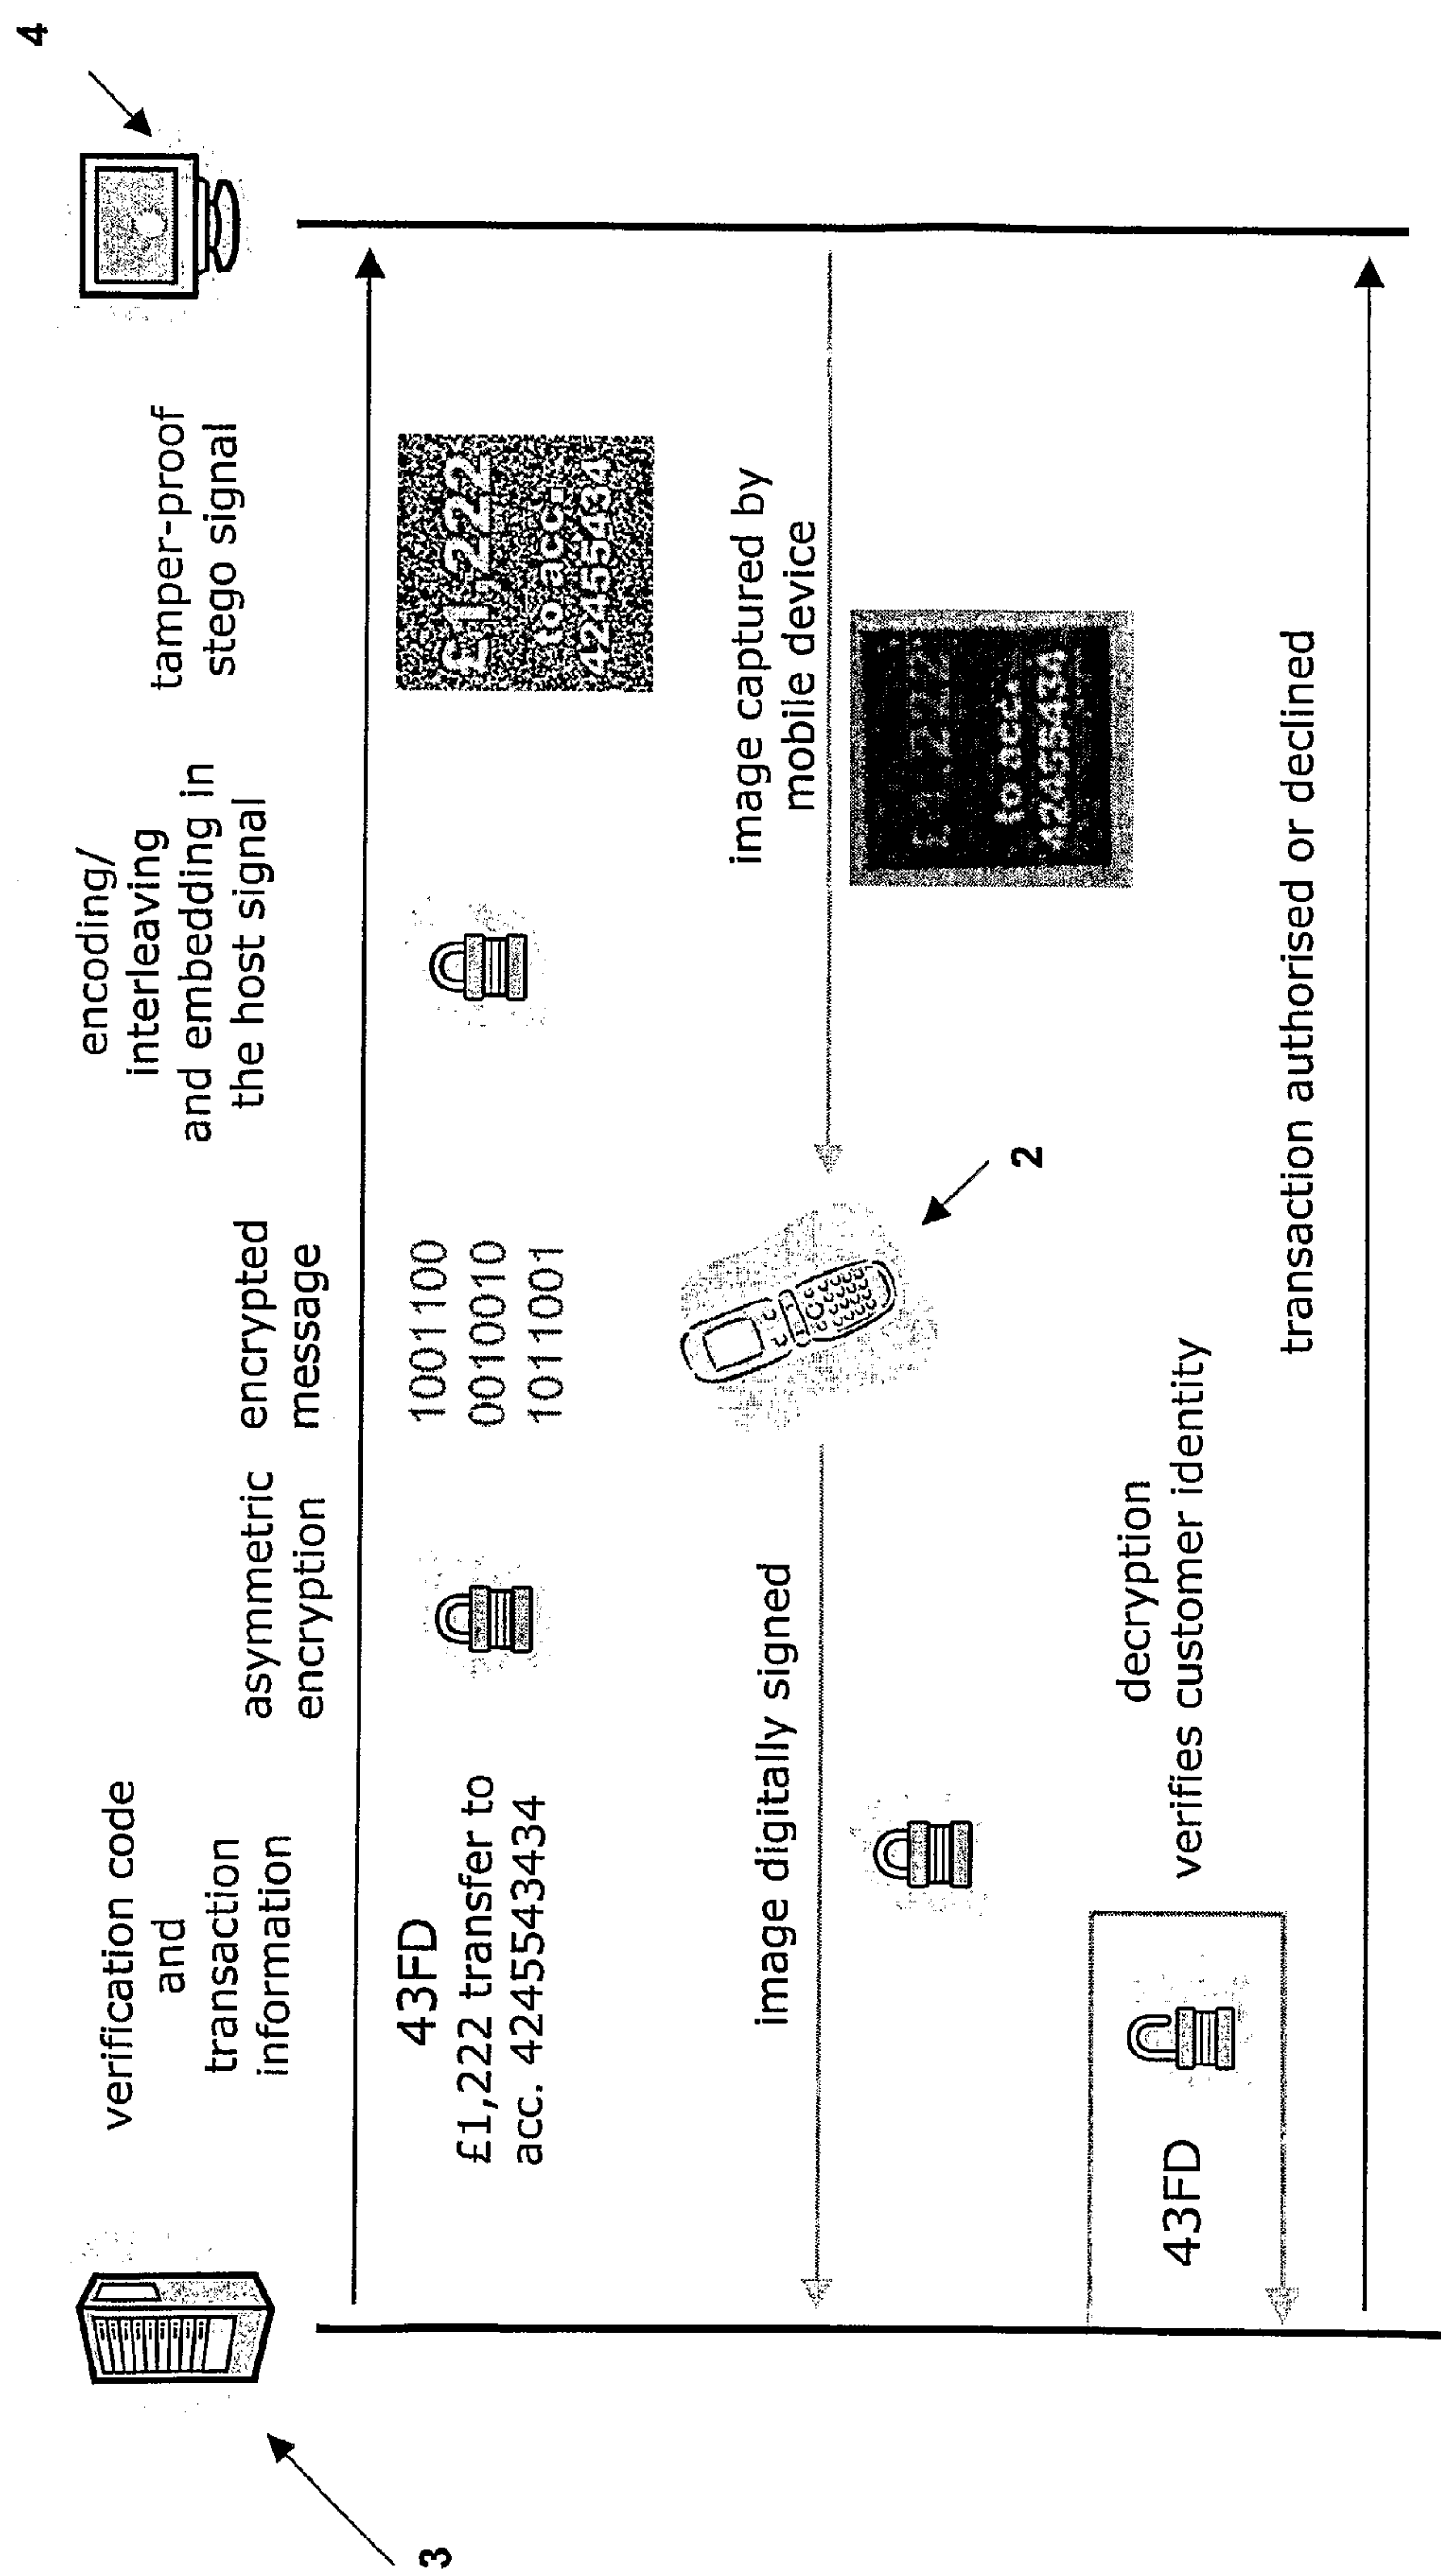 3
4
verification code
and
transaction
information
asymmetric
encryption
encrypted
message
encoding/
interleaving
and embedding in
the host signal
tamper-proof
stego signal
43FD
£1,222 transfer to
acc. 4245543434
1001100
0010010
1011001
£1,222
to acc.
42455434
image digitally signed
2
image captured by
mobile device
£1,222
to acc.
42455434
43FD
decryption
verifies customer identity
transaction authorised or declined